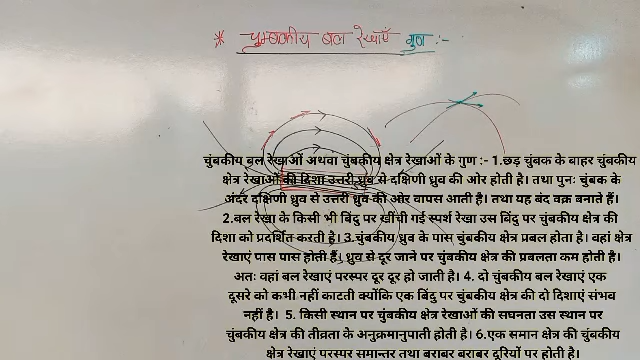 * चुम्बकीय बल रेखाएँ गुण :-
चुंबकीय बल रेखाओं अथवा चुंबकीय क्षेत्र रेखाओं के गुण :- 1.छड़ चुंबक के बाहर चुंबकीय
क्षेत्र रेखाओं की दिशा उत्तरी ध्रुव से दक्षिणी ध्रुव की ओर होती है। तथा पुनः चुंबक के
अंदर दक्षिणी ध्रुव से उत्तरी ध्रुव की ओर वापस आती है। तथा यह बंद वक्र बनाते हैं।
2.बल रेखा के किसी भी बिंदु पर खींची गई स्पर्श रेखा उस बिंदु पर चुंबकीय क्षेत्र की
दिशा को प्रदर्शित करती है। 3.चुंबकीय ध्रुव के पास चुंबकीय क्षेत्र प्रबल होता है। वहां क्षेत्र
रेखाएं पास पास होती हैं। ध्रुव से दूर जाने पर चुंबकीय क्षेत्र की प्रबलता कम होती है।
अतः वहां बल रेखाएं परस्पर दूल दूर हो जाती है। 4. दो चुंबकीय बल रेखाएं एक
दूसरे को कभी नहीं काटती क्योंकि एक बिंदु पर चुंबकीय क्षेत्र की दो दिशाएं संभव
नहीं है। 5. किसी स्थान पर चुंबकीय क्षेत्र रेखाओं की सघनता उस स्थान पर
चुंबकीय क्षेत्र की तीव्रता के अनुक्रमानुपाती होती है। 6.एक समान क्षेत्र की चुंबकीय
क्षेत्र रेखाएं परस्पर समान्तर तथा बराबर बराबर दूरियों पर होती है।